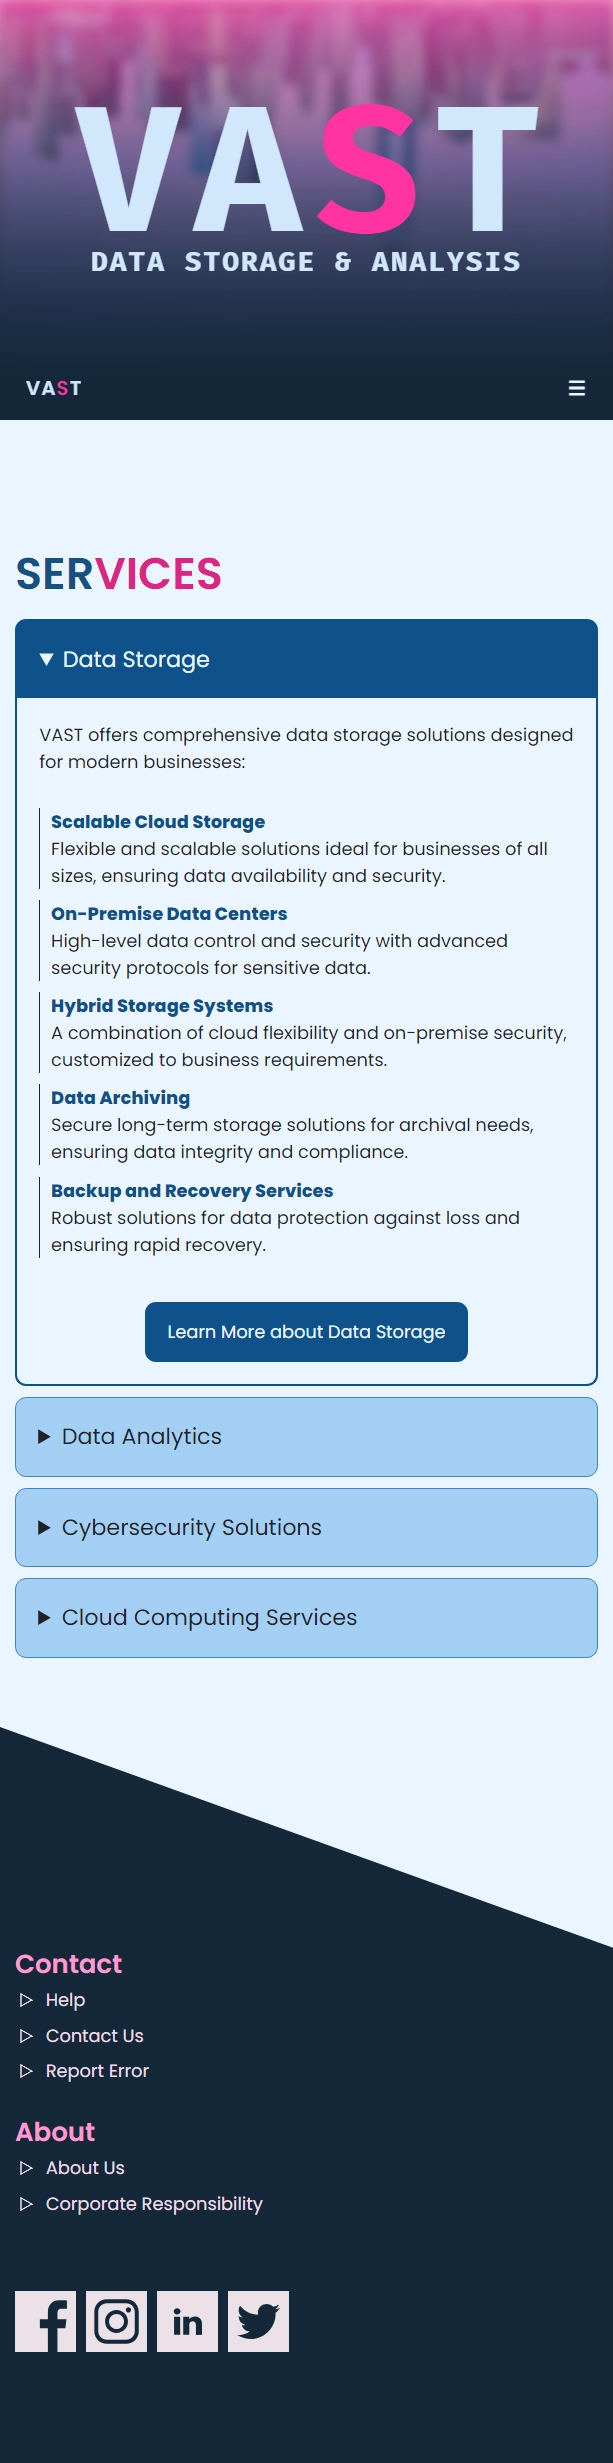 VAST
DATA STORAGE & ANALYSIS
VAST
SERVICES
Data Storage
VAST offers comprehensive data storage solutions designed
for modern businesses:
Scalable Cloud Storage
Flexible and scalable solutions ideal for businesses of all
sizes, ensuring data availability and security.
On-Premise Data Centers
High-level data control and security with advanced
security protocols for sensitive data.
Hybrid Storage Systems
A combination of cloud flexibility and on-premise security,
customized to business requirements.
Data Archiving
Secure long-term storage solutions for archival needs,
ensuring data integrity and compliance.
Backup and Recovery Services
Robust solutions for data protection against loss and
ensuring rapid recovery.
Learn More about Data Storage
Data Analytics
Cybersecurity Solutions
Cloud Computing Services
Contact
Help
Contact Us
Report Error
About
About Us
Corporate Responsibility